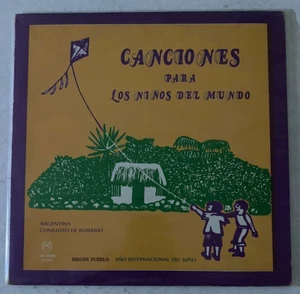 CANCIONES
PARA
LOS NIÑOS DEL MUNDO
ARGENTINA
CONJUNTO DE ROSARIO
DISCOS PUEBLO
AÑO INTERNACIONAL DEL NIÑO